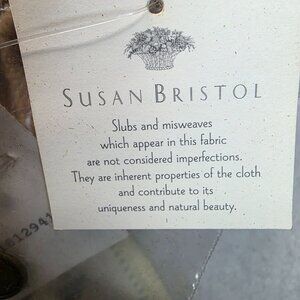 SUSAN BRISTOL
Slubs and misweaves
which appear in this fabric
are not considered imperfections.
They are inherent properties of the cloth
and contribute to its
uniqueness and natural beauty.